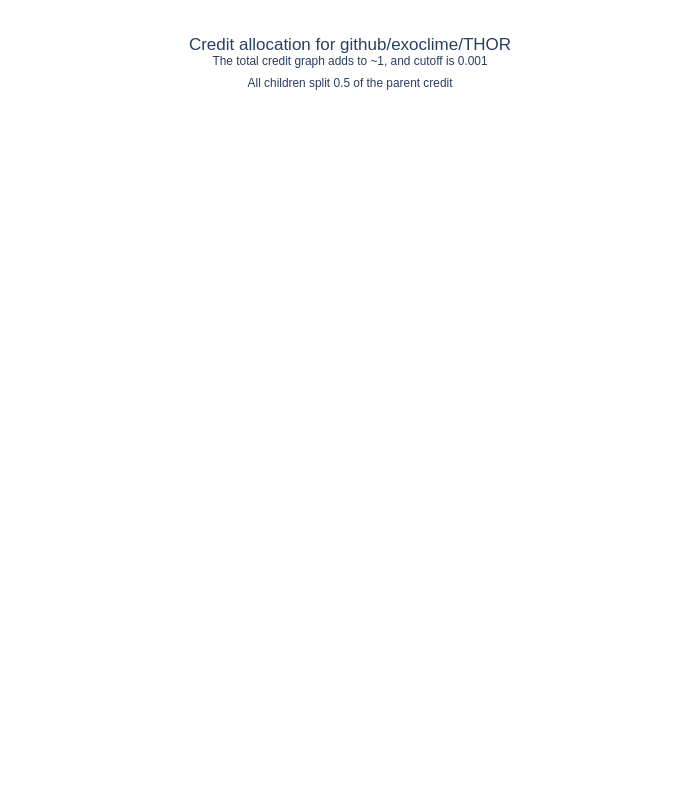 Credit allocation for github/exoclime/THOR
The total credit graph adds to ~1, and cutoff is 0.001
All children split 0.5 of the parent credit